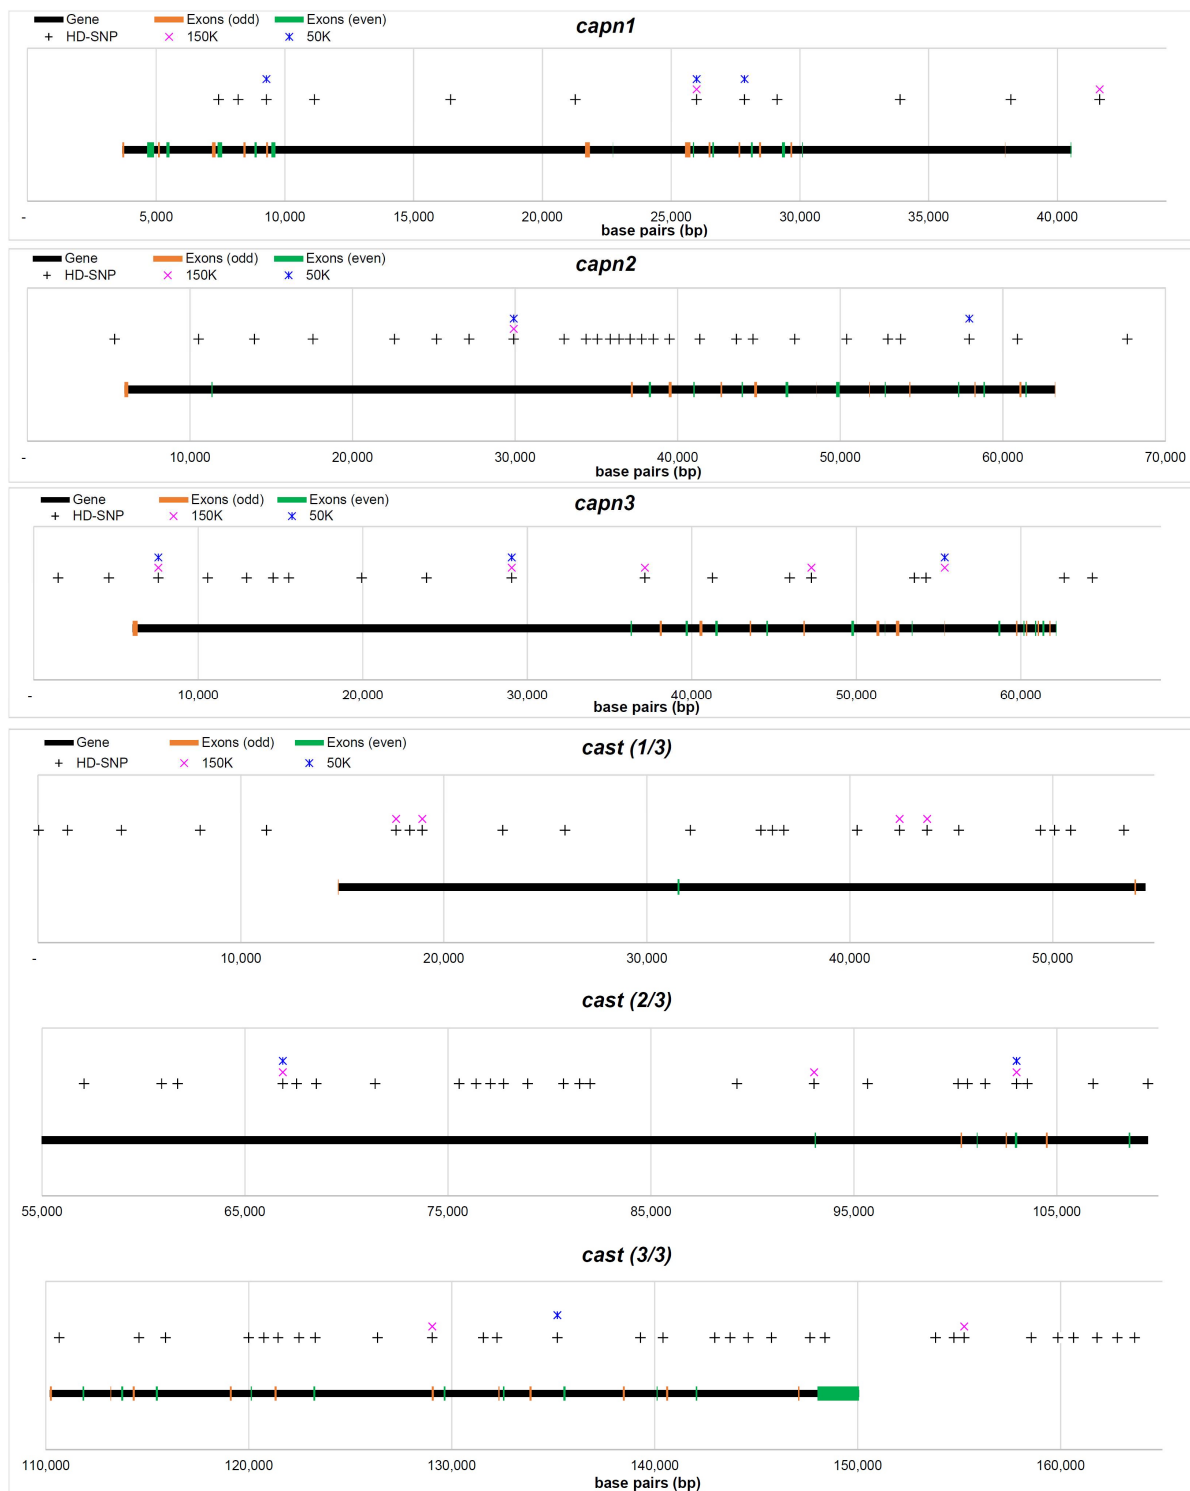 Gene Exons (odd) Exons (even) capn1
HD-SNP 150K 50K
- 5,000 10,000 15,000 20,000 25,000 30,000 35,000 40,000
base pairs (bp)
Gene Exons (odd) Exons (even) capn2
HD-SNP 150K 50K
- 10,000 20,000 30,000 40,000 50,000 60,000 70,000
base pairs (bp)
Gene Exons (odd) Exons (even) capn3
HD-SNP 150K 50K
- 10,000 20,000 30,000 40,000 50,000 60,000
base pairs (bp)
Gene Exons (odd) Exons (even) cast (1/3)
HD-SNP 150K 50K
- 10,000 20,000 30,000 40,000 50,000
cast (2/3)
55,000 65,000 75,000 85,000 95,000 105,000
cast (3/3)
110,000 120,000 130,000 140,000 150,000 160,000
base pairs (bp)